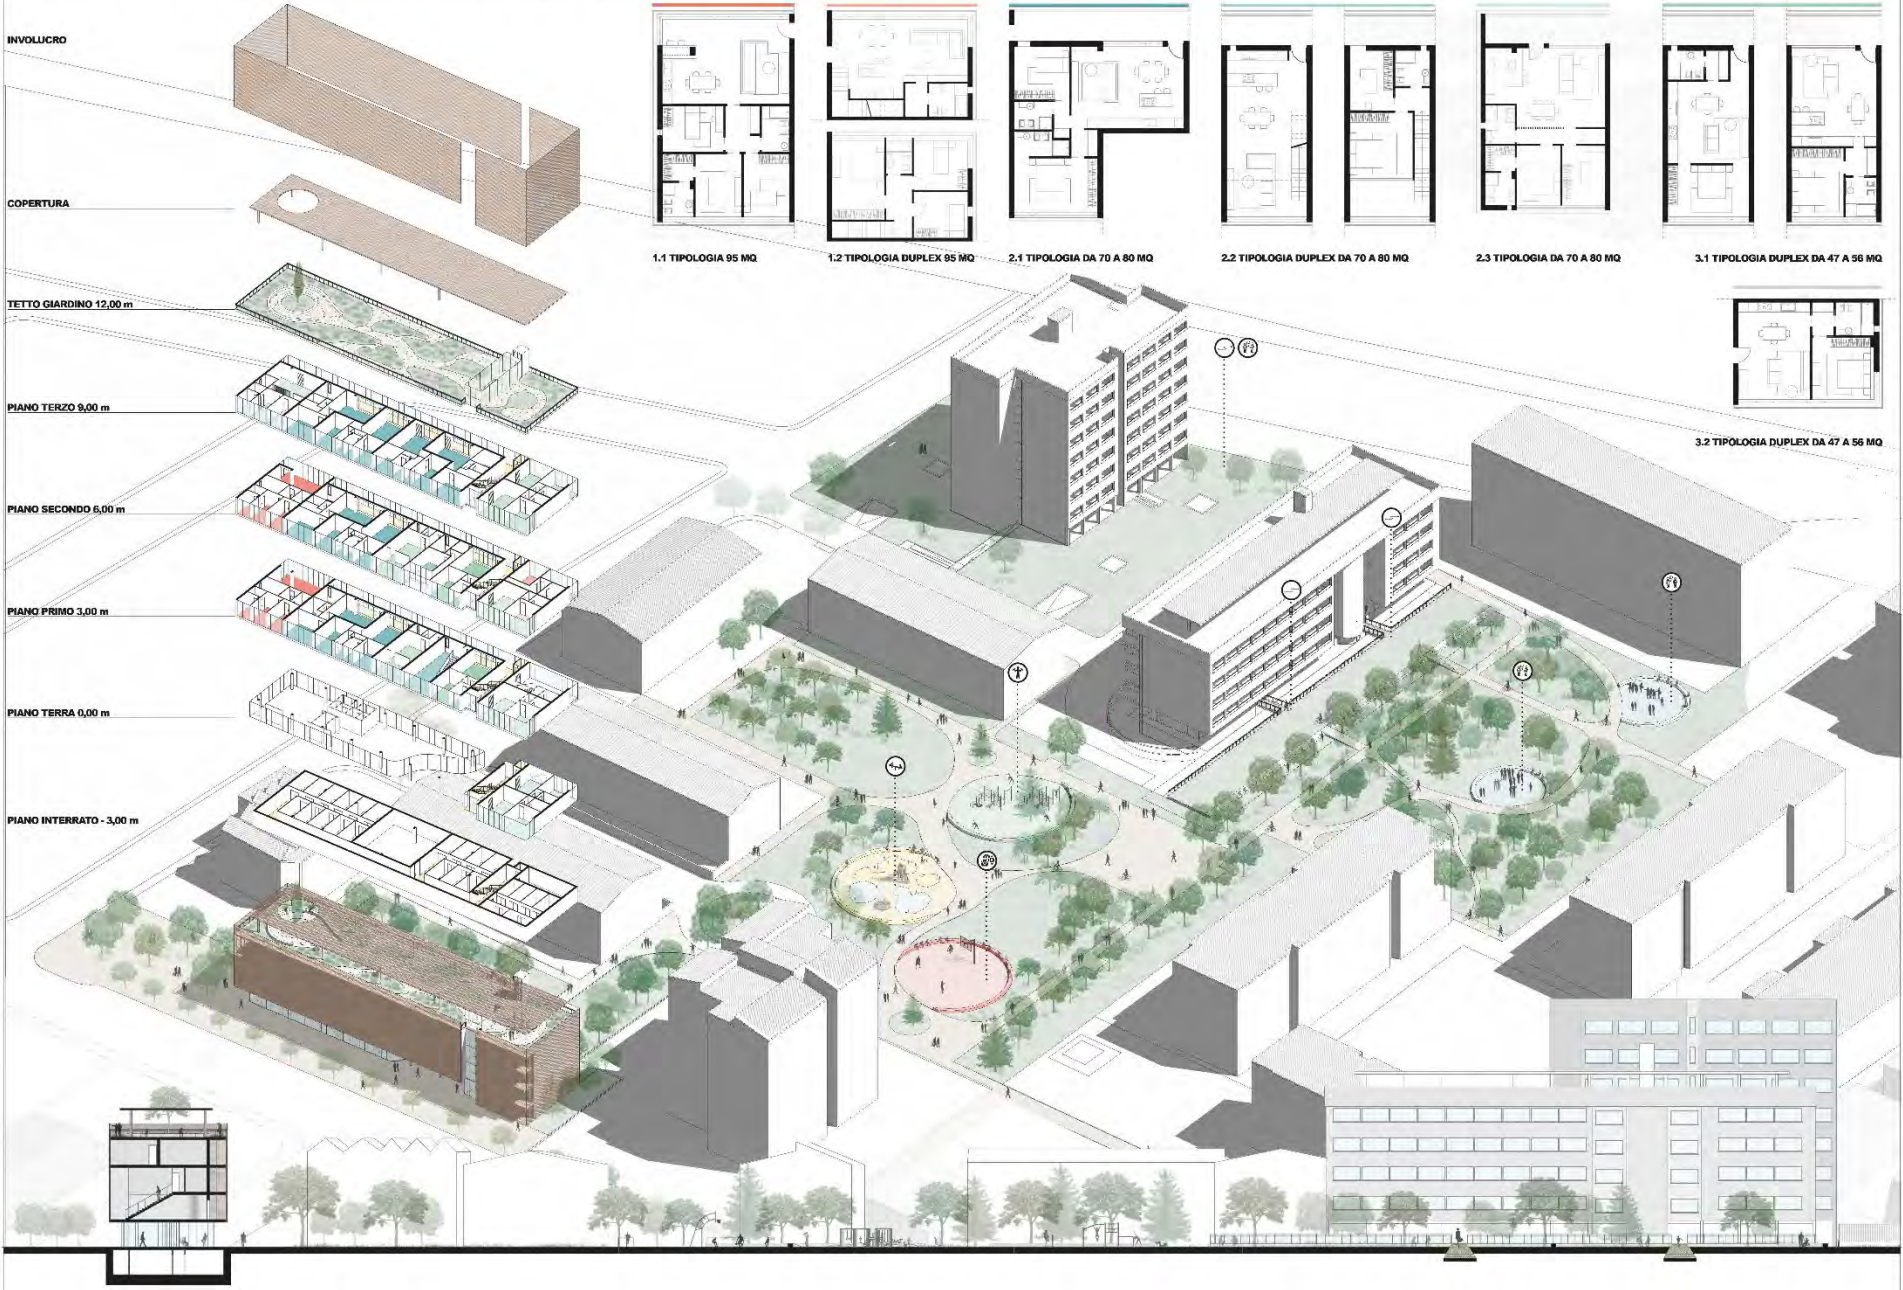 INVOLUCRO
COPERTURA
TETTO GIARDINO 12,00 m
PIANO TERZO 9,00 m
PIANO SECONDO 6,00 m
PIANO PRIMO 3,00 m
PIANO TERRA 0,00 m
PIANO INTERRATO - 3,00 m
1.1 TIPOLOGIA 95 MQ
1.2 TIPOLOGIA DUPLEX 95 MQ
2.1 TIPOLOGIA DA 70 A 80 MQ
2.2 TIPOLOGIA DUPLEX DA 70 A 80 MQ
2.3 TIPOLOGIA DA 70 A 80 MQ
3.1 TIPOLOGIA DUPLEX DA 47 A 56 MQ
3.2 TIPOLOGIA DUPLEX DA 47 A 56 MQ